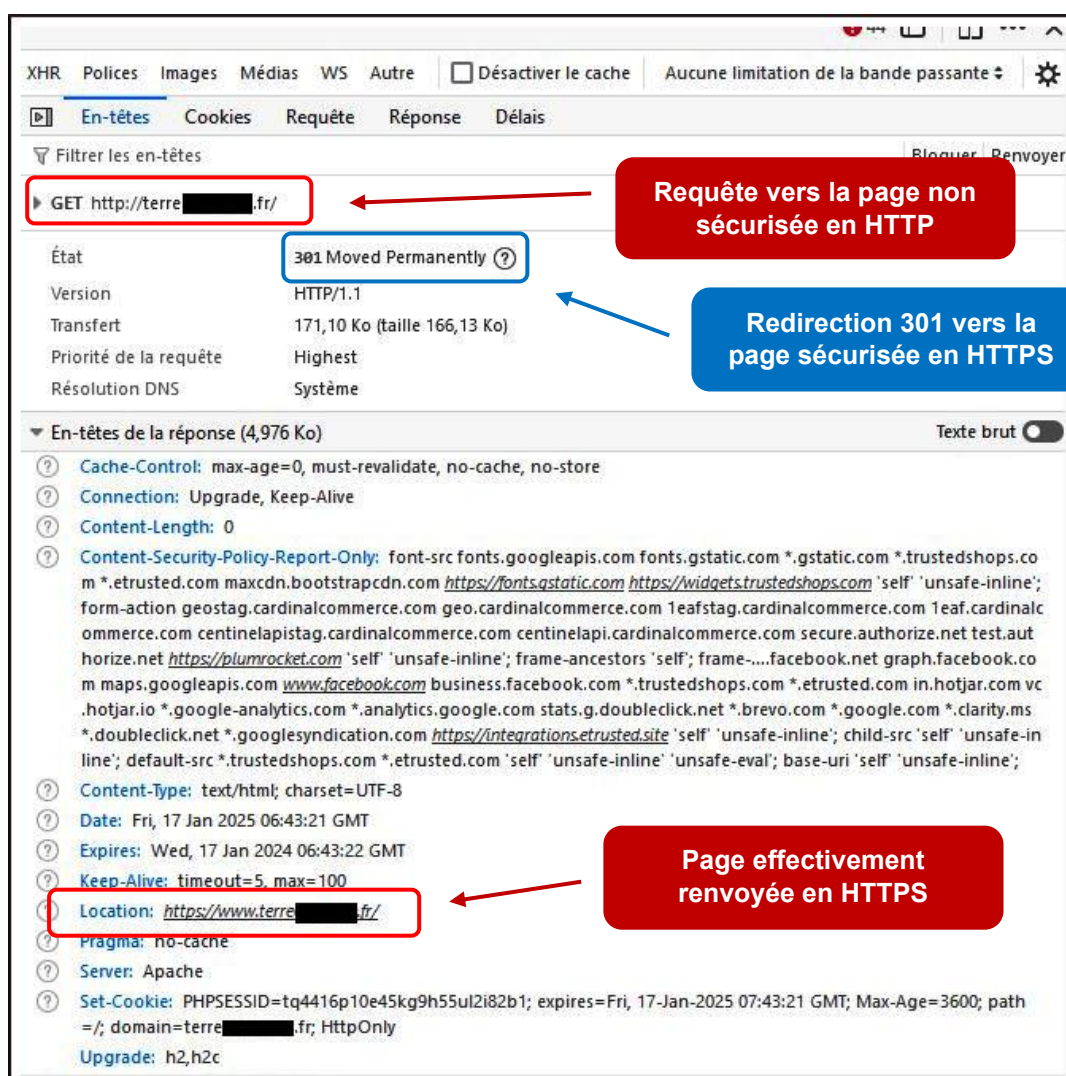 44
XHR Polices Images Médias WS Autre Désactiver le cache Aucune limitation de la bande passante
En-têtes Cookies Requête Réponse Délais
Filtrer les en-têtes Bloquer Renvoyer
GET http://terre .fr/
Requête vers la page non
sécurisée en HTTP
État 301 Moved Permanently
Version HTTP/1.1
Transfert 171,10 Ko (taille 166,13 Ko)
Priorité de la requête Highest
Résolution DNS Système
Redirection 301 vers la
page sécurisée en HTTPS
En-têtes de la réponse (4,976 Ko) Texte brut
Cache-Control: max-age=0, must-revalidate, no-cache, no-store
Connection: Upgrade, Keep-Alive
Content-Length: 0
Content-Security-Policy-Report-Only: font-src fonts.googleapis.com fonts.gstatic.com *.gstatic.com *.trustedshops.co
m *.etrusted.com maxcdn.bootstrapcdn.com https://fonts.gstatic.com https://widgets.trustedshops.com 'self' 'unsafe-inline';
form-action geostag.cardinalcommerce.com geo.cardinalcommerce.com 1eafstag.cardinalcommerce.com 1eaf.cardinalc
ommerce.com centinelapistag.cardinalcommerce.com centinelapi.cardinalcommerce.com secure.authorize.net test.aut
horize.net https://plumrocket.com 'self' 'unsafe-inline'; frame-ancestors 'self'; frame-....facebook.net graph.facebook.co
m maps.googleapis.com www.facebook.com business.facebook.com *.trustedshops.com *.etrusted.com in.hotjar.com vc
.hotjar.io *.google-analytics.com *.analytics.google.com stats.g.doubleclick.net *.brevo.com *.google.com *.clarity.ms
*.doubleclick.net *.googlesyndication.com https://integrations.etrusted.site 'self' 'unsafe-inline'; child-src 'self' 'unsafe-in
line'; default-src *.trustedshops.com *.etrusted.com 'self' 'unsafe-inline' 'unsafe-eval'; base-uri 'self' 'unsafe-inline';
Content-Type: text/html; charset=UTF-8
Date: Fri, 17 Jan 2025 06:43:21 GMT
Expires: Wed, 17 Jan 2024 06:43:22 GMT
Keep-Alive: timeout=5, max=100
Page effectivement
renvoyée en HTTPS
Location: https://www.terre .fr/
Pragma: no-cache
Server: Apache
Set-Cookie: PHPSESSID=tq4416p10e45kg9h55ul2i82b1; expires=Fri, 17-Jan-2025 07:43:21 GMT; Max-Age=3600; path
=/; domain=terre .fr; HttpOnly
Upgrade: h2,h2c